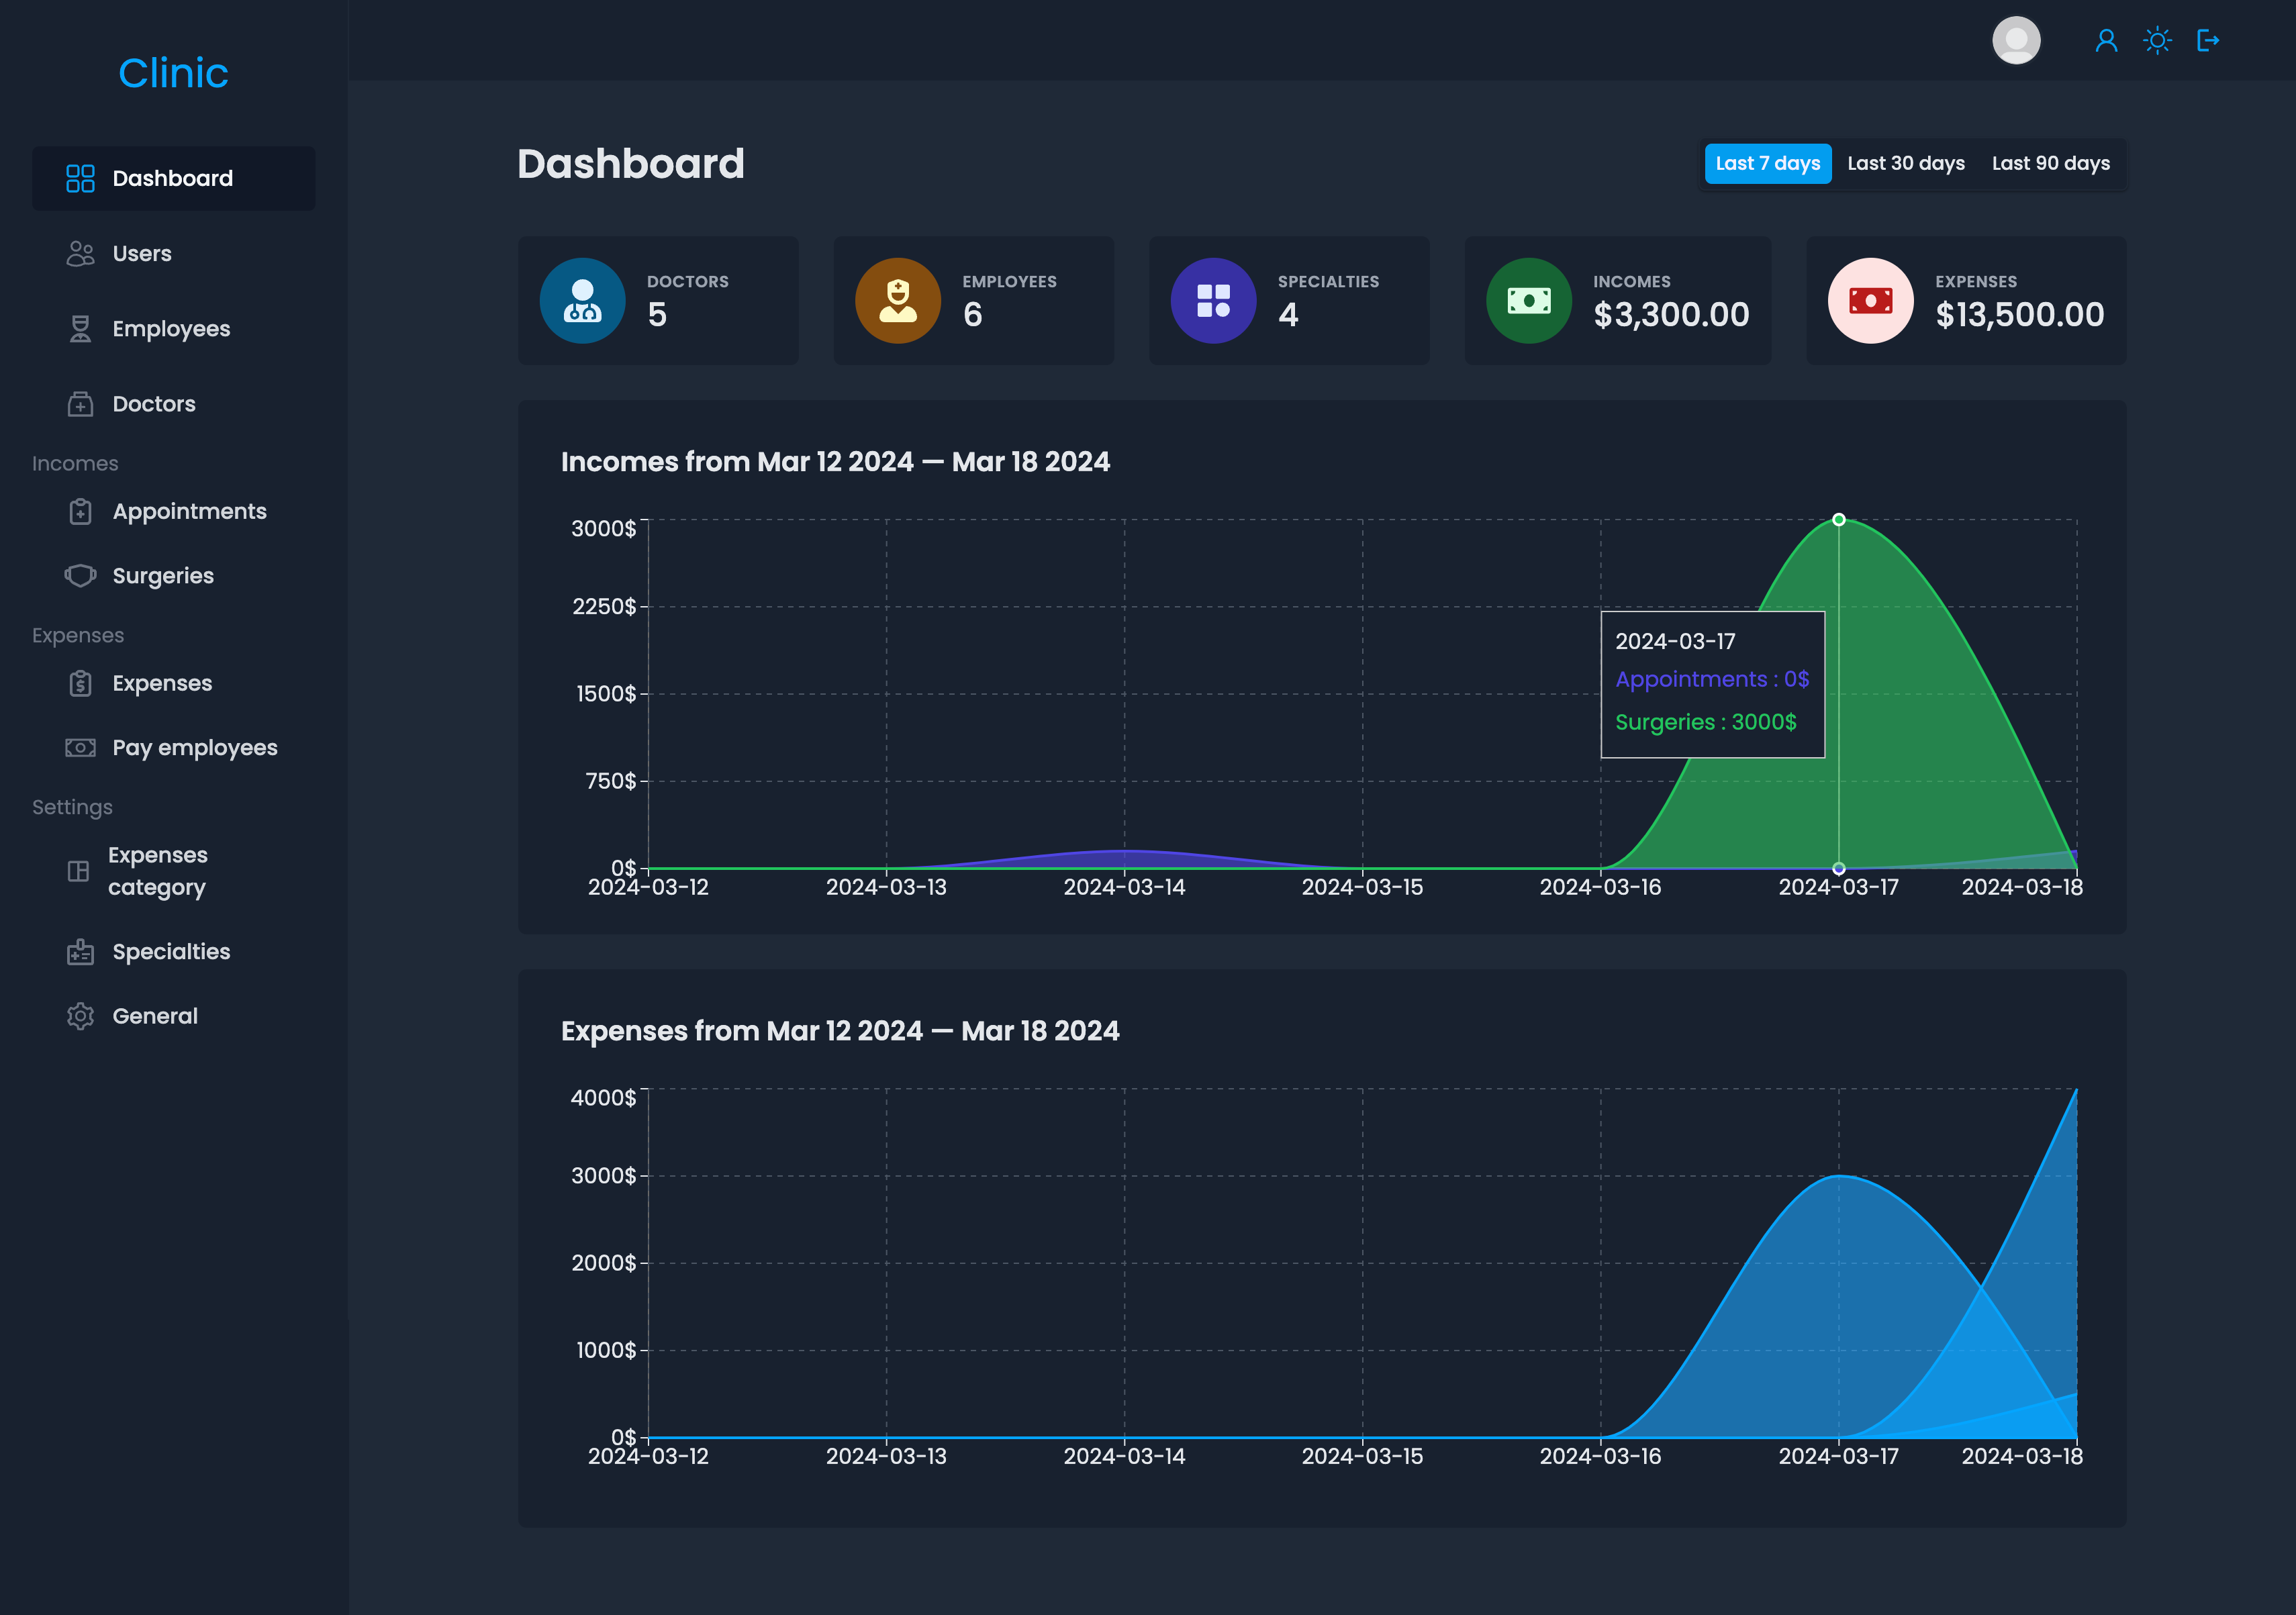 Clinic
Dashboard
Users
Employees
Doctors
Incomes
Appointments
Surgeries
Expenses
Expenses
Pay employees
Settings
Expenses
category
Specialties
General
Dashboard
Last 7 days Last 30 days Last 90 days
DOCTORS
5
EMPLOYEES
6
SPECIALTIES
4
INCOMES
$3,300.00
EXPENSES
$13,500.00
Incomes from Mar 12 2024 — Mar 18 2024
3000$
2250$
1500$
750$
0$
2024-03-12 2024-03-13 2024-03-14 2024-03-15 2024-03-16 2024-03-17 2024-03-18
2024-03-17
Appointments : 0$
Surgeries : 3000$
Expenses from Mar 12 2024 — Mar 18 2024
4000$
3000$
2000$
1000$
0$
2024-03-12 2024-03-13 2024-03-14 2024-03-15 2024-03-16 2024-03-17 2024-03-18